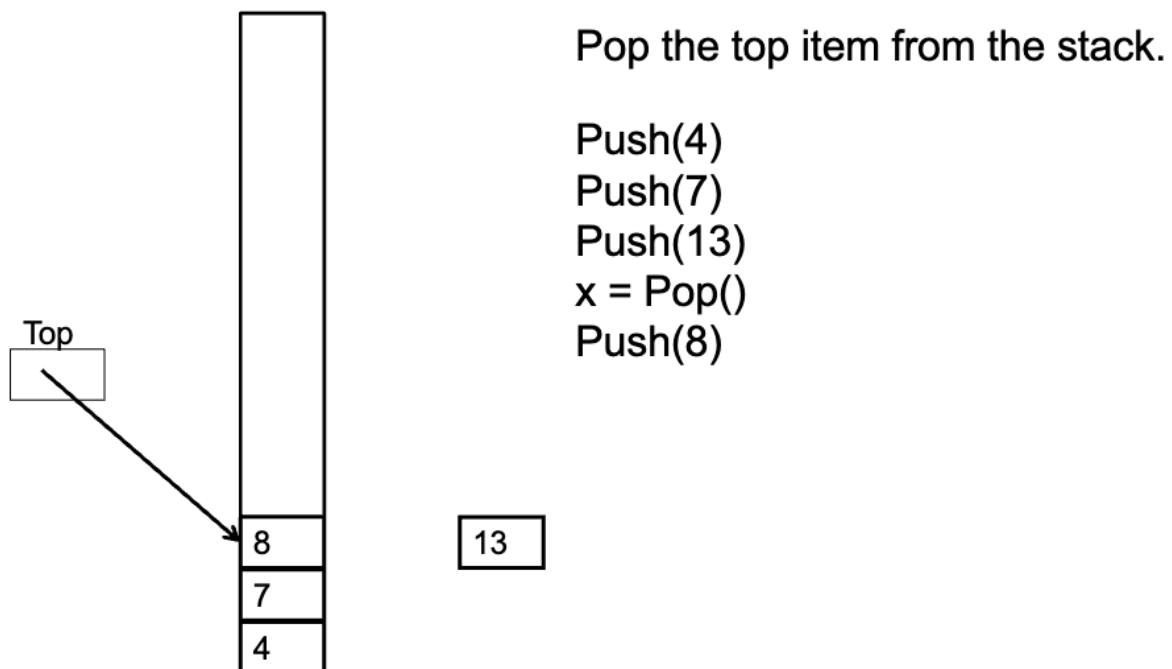 Pop the top item from the stack.
Push(4)
Push(7)
Push(13)
x = Pop()
Push(8)
Top
8
13
7
4